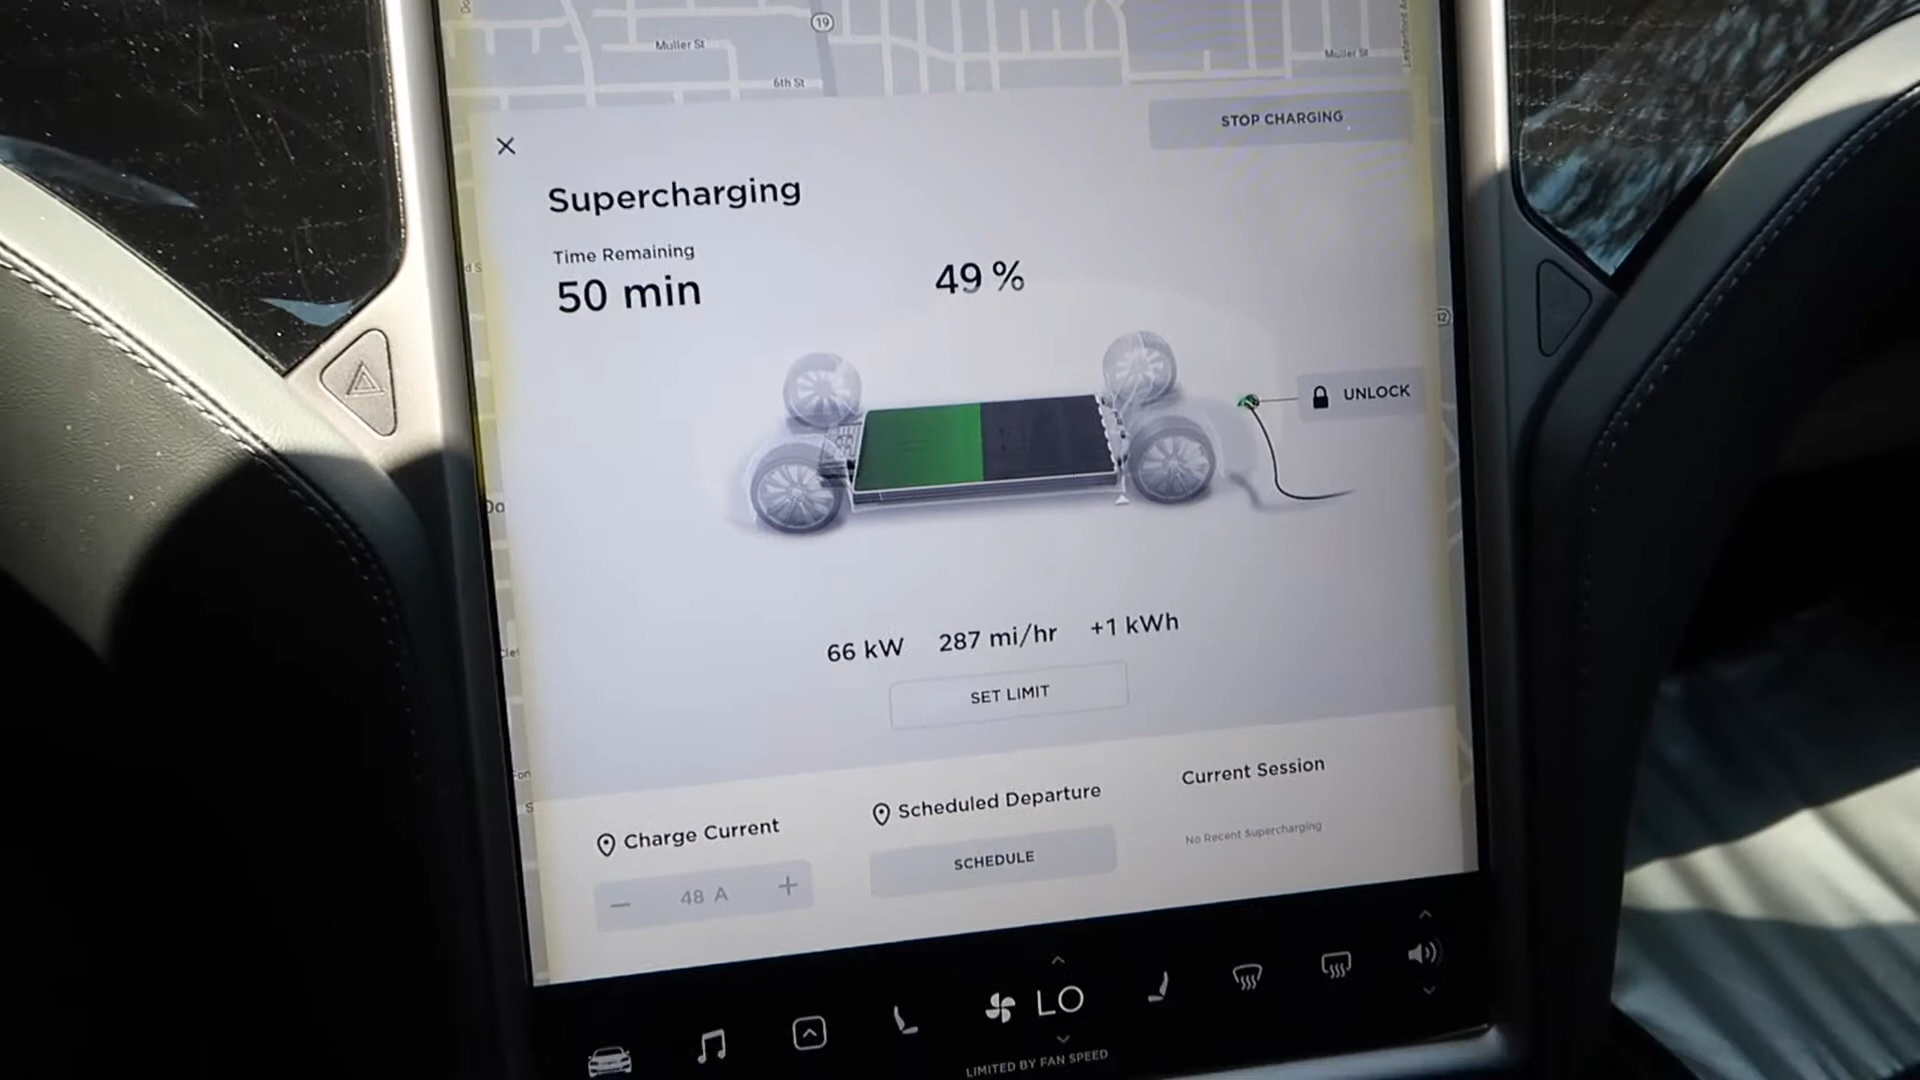 19
Muller St
Muller St
6th St
STOP CHARGING
Supercharging
Time Remaining
50 min
49 %
12
UNLOCK
66 kW 287 mi/hr +1 kWh
SET LIMIT
Current Session
Scheduled Departure
Charge Current
No Recent Supercharging
SCHEDULE
48 A
LO
LIMITED BY FAN SPEED